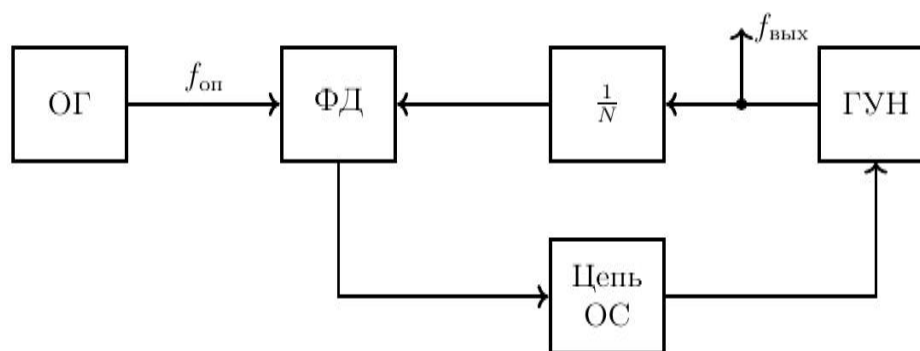 f_вых
ОГ
f_оп
ФД
1/N
ГУН
Цепь
ОС